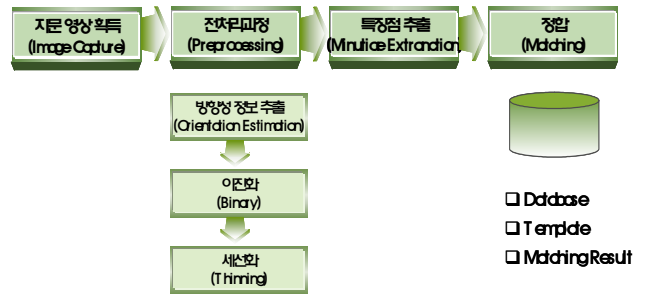 지문 영상 획득
(Image Capture)
전처리과정
(Preprocessing)
특징점 추출
(Minutiae Extrandion)
정합
(Matching)
방향성 정보 추출
(Orientation Estimation)
이진화
(Binary)
세선화
(Thinning)
❑ Database
❑ Template
❑ Matching Result